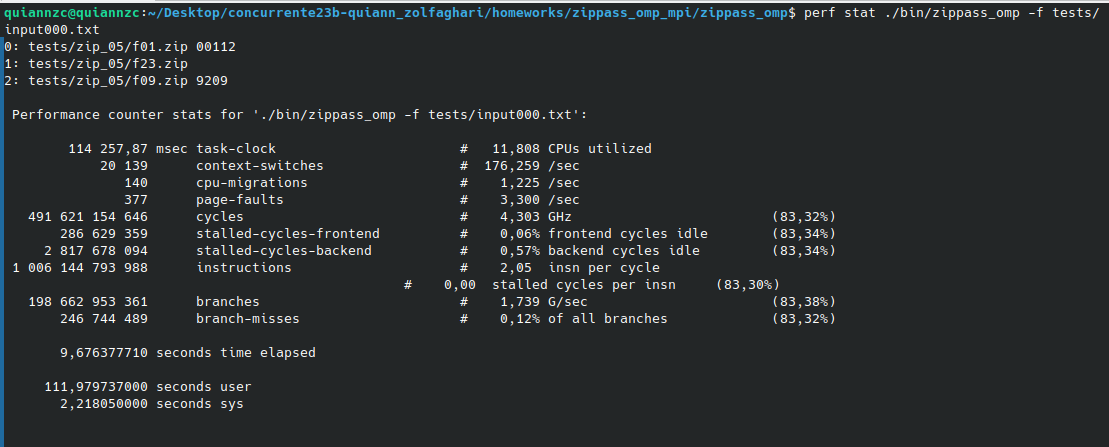 quiannzc@quiannzc:~/Desktop/concurrente23b-quiann_zolfaghari/homeworks/zippass_omp_mpi/zippass_omp$ perf stat ./bin/zippass_omp -f tests/
input000.txt
0: tests/zip_05/f01.zip 00112
1: tests/zip_05/f23.zip
2: tests/zip_05/f09.zip 9209
Performance counter stats for './bin/zippass_omp -f tests/input000.txt':
114 257,87 msec task-clock # 11,808 CPUs utilized
20 139 context-switches # 176,259 /sec
140 cpu-migrations # 1,225 /sec
377 page-faults # 3,300 /sec
491 621 154 646 cycles # 4,303 GHz (83,32%)
286 629 359 stalled-cycles-frontend # 0,06% frontend cycles idle (83,34%)
2 817 678 094 stalled-cycles-backend # 0,57% backend cycles idle (83,34%)
1 006 144 793 988 instructions # 2,05 insn per cycle
# 0,00 stalled cycles per insn (83,30%)
198 662 953 361 branches # 1,739 G/sec (83,38%)
246 744 489 branch-misses # 0,12% of all branches (83,32%)
9,676377710 seconds time elapsed
111,979737000 seconds user
2,218050000 seconds sys